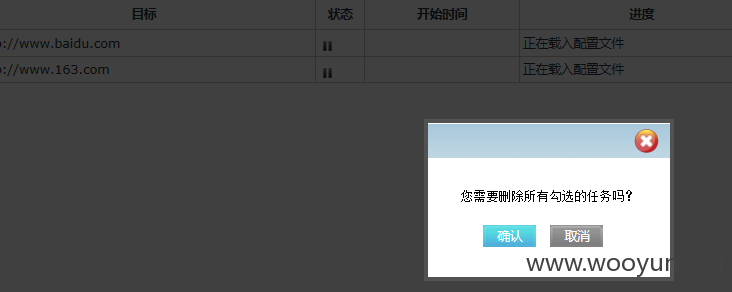 目标 状态 开始时间 进度
://www.baidu.com 正在载入配置文件
://www.163.com 正在载入配置文件
您需要删除所有勾选的任务吗?
确认 取消
www.wooyun